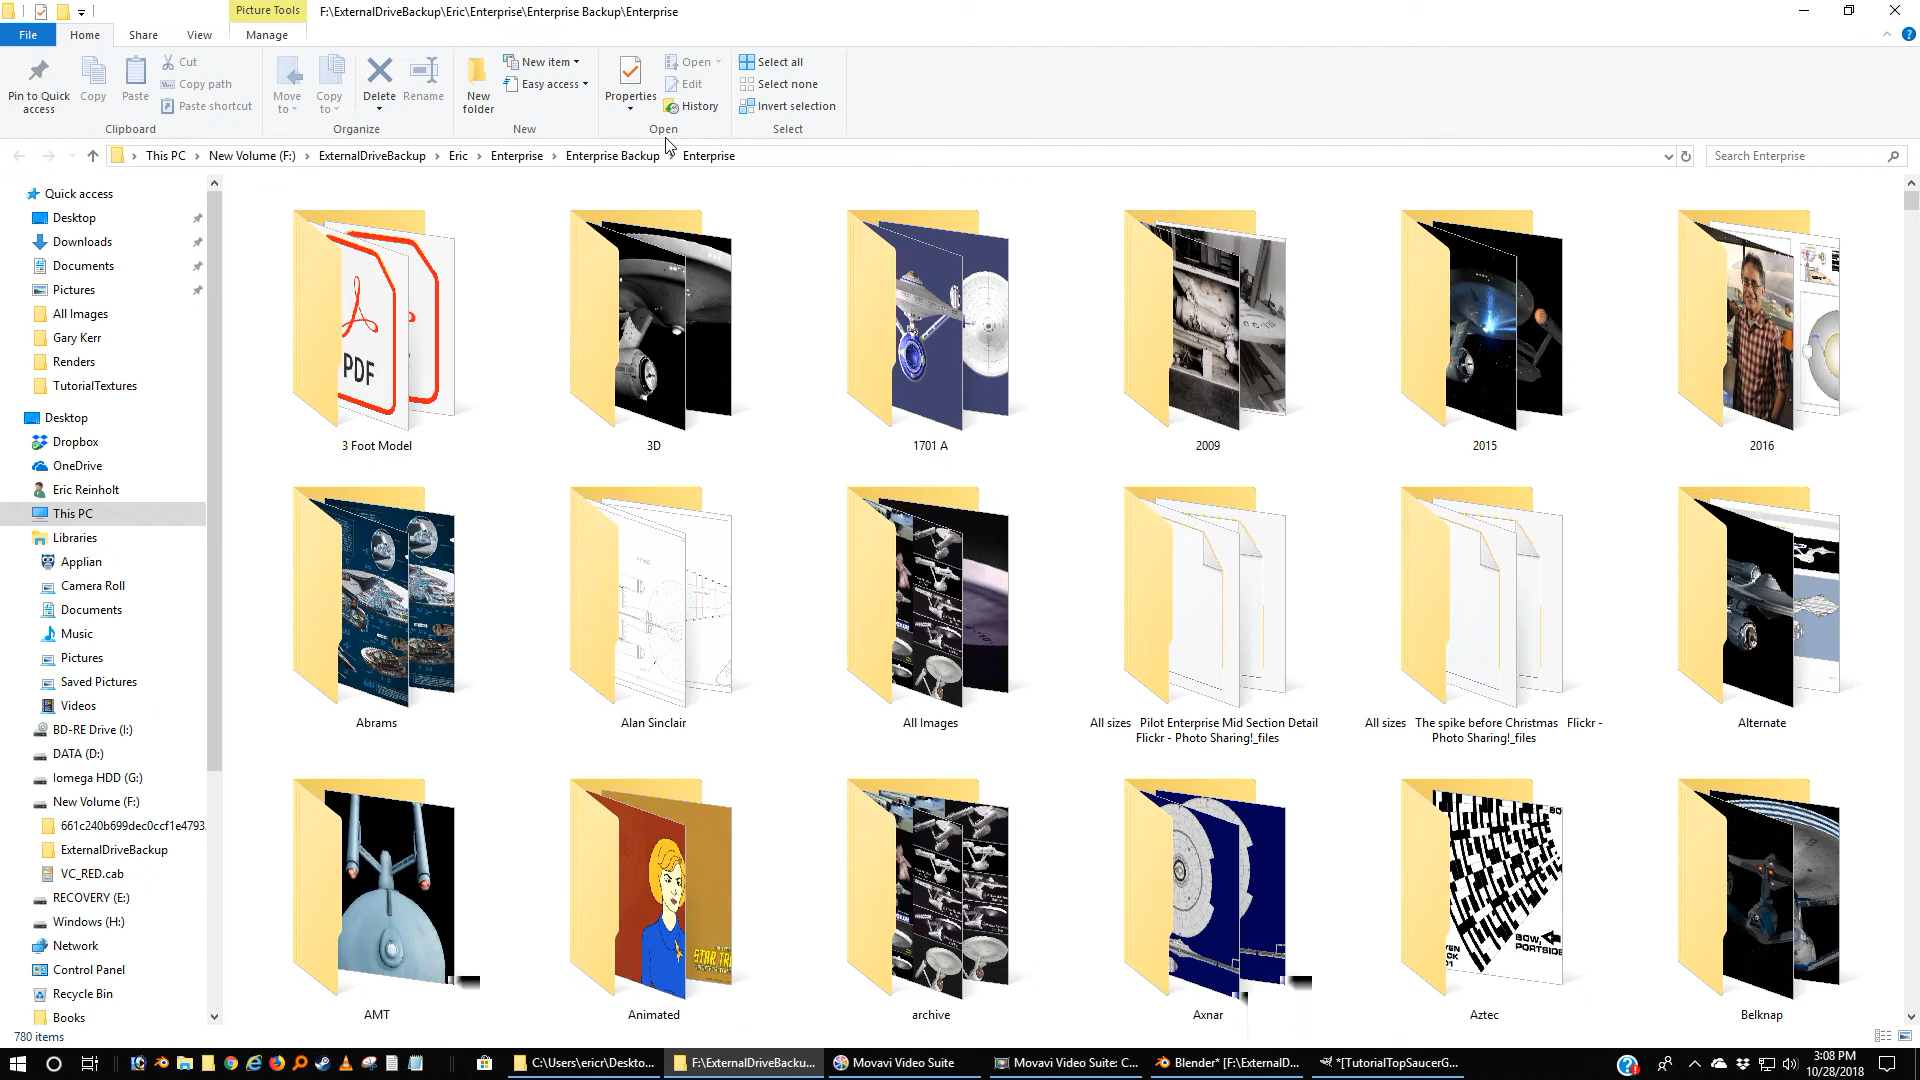 Picture Tools
F:\ExternalDriveBackup\Eric\Enterprise\Enterprise Backup\Enterprise
File
Home
Share
View
Manage
Pin to Quick access
Copy
Paste
Cut
Copy path
Paste shortcut
Clipboard
Move to
Copy to
Delete
Rename
Organize
New folder
New item
Easy access
New
Properties
Open
Edit
History
Open
Select all
Select none
Invert selection
Select
This PC
New Volume (F:)
ExternalDriveBackup
Eric
Enterprise
Enterprise Backup
Enterprise
Search Enterprise
Quick access
Desktop
Downloads
Documents
Pictures
All Images
Gary Kerr
Renders
TutorialTextures
Desktop
Dropbox
OneDrive
Eric Reinholt
This PC
Libraries
Applian
Camera Roll
Documents
Music
Pictures
Saved Pictures
Videos
BD-RE Drive (I:)
DATA (D:)
Iomega HDD (G:)
New Volume (F:)
661c240b699dec0ccf1e4793
ExternalDriveBackup
VC_RED.cab
RECOVERY (E:)
Windows (H:)
Network
Control Panel
Recycle Bin
Books
PDF
3 Foot Model
3D
1701 A
2009
2015
2016
Abrams
Alan Sinclair
All Images
All sizes Pilot Enterprise Mid Section Detail Flickr - Photo Sharing!_files
All sizes The spike before Christmas Flickr - Photo Sharing!_files
Alternate
STAR TR
BOW,
PORTSIDE
AMT
Animated
archive
Axnar
Aztec
Belknap
780 items
C:\Users\ericr\Deskto...
F:\ExternalDriveBacku...
Movavi Video Suite
Movavi Video Suite: C...
Blender* [F:\ExternalD...
*[TutorialTopSaucerG...
3:08 PM
10/28/2018